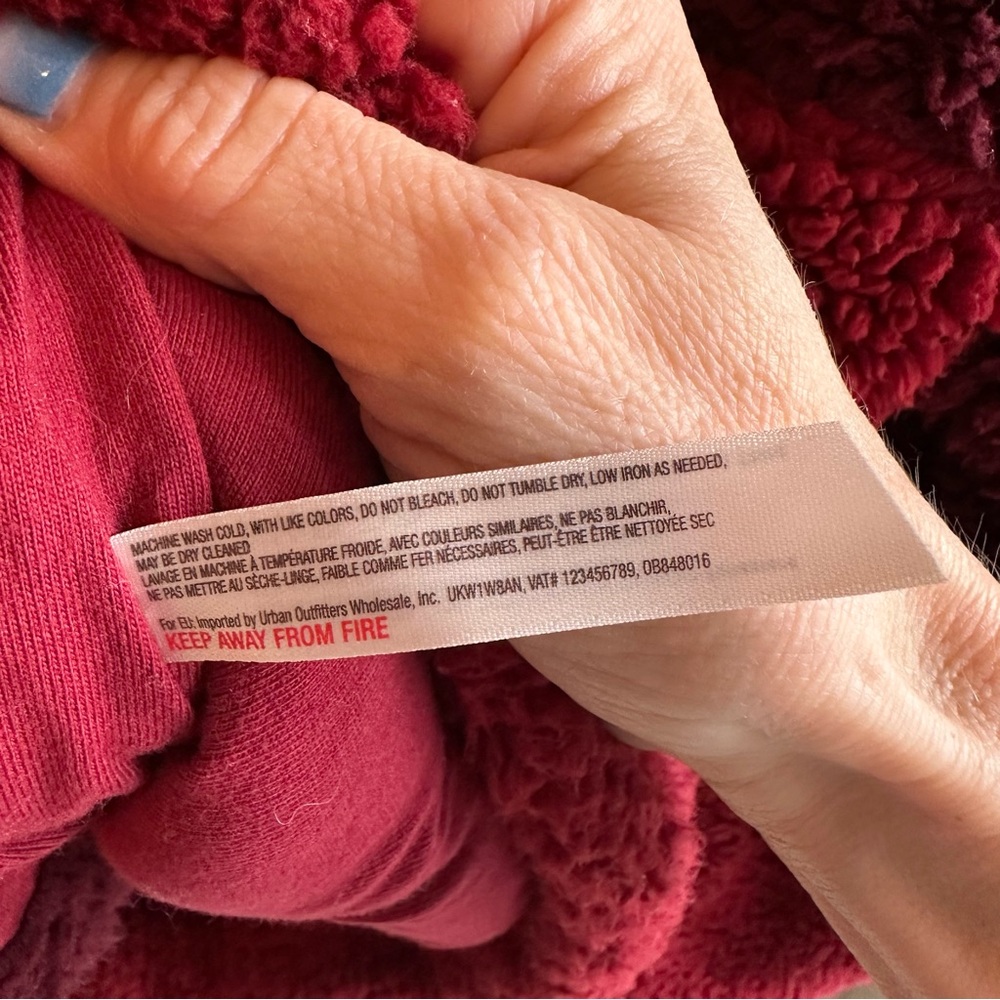 MACHINE WASH COLD, WITH LIKE COLORS, DO NOT BLEACH, DO NOT TUMBLE DRY, LOW IRON AS NEEDED,
MAY BE DRY CLEANED
LAVAGE EN MACHINE À TEMPÉRATURE FROIDE, AVEC COULEURS SIMILAIRES, NE PAS BLANCHIR,
NE PAS METTRE AU SÈCHE-LINGE, FAIBLE COMME FER NÉCESSAIRES, PEUT-ÊTRE ÊTRE NETTOYÉE SEC
For EU: Imported by Urban Outfitters Wholesale, Inc. UKW1W8AN, VAT# 123456789, OB848016
KEEP AWAY FROM FIRE